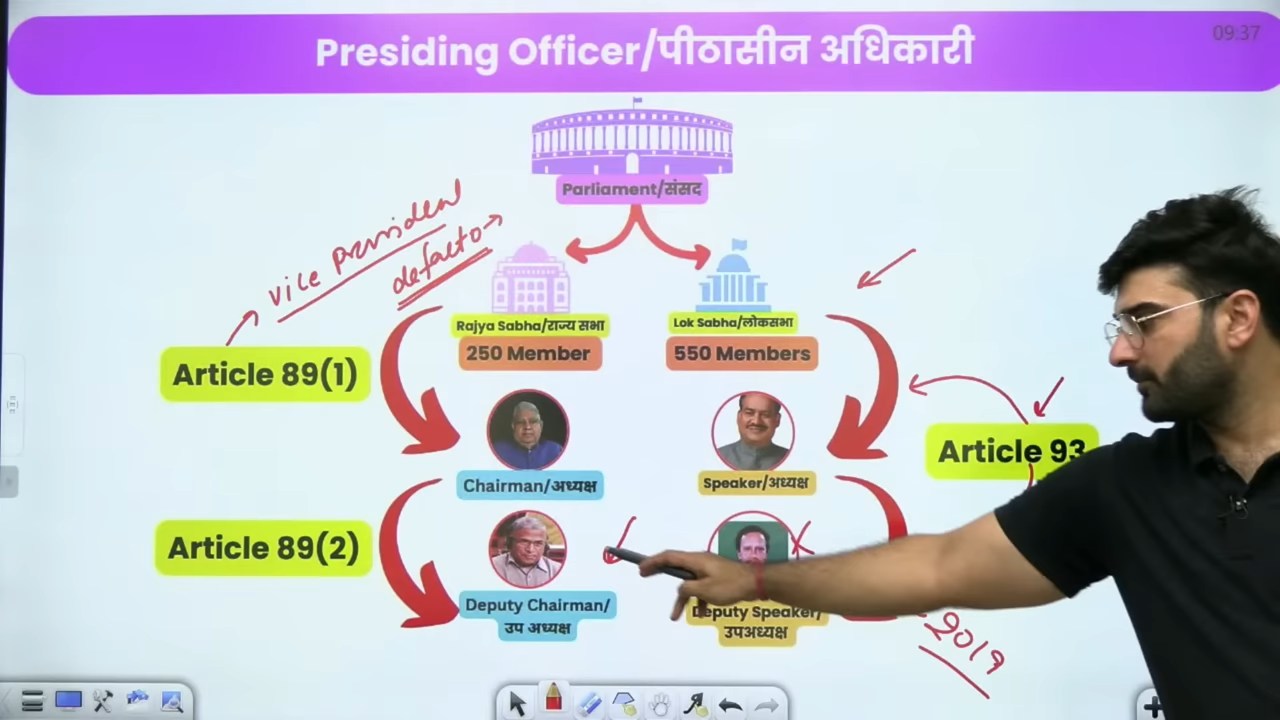 Presiding Officer/पीठासीन अधिकारी
09:37
Parliament/संसद
vice president
defacto
Rajya Sabha/राज्य सभा
250 Member
Lok Sabha/लोकसभा
550 Members
Article 89(1)
Article 93
Chairman/अध्यक्ष
Speaker/अध्यक्ष
Article 89(2)
Deputy Chairman/
उप अध्यक्ष
Deputy Speaker/
उपअध्यक्ष
2019